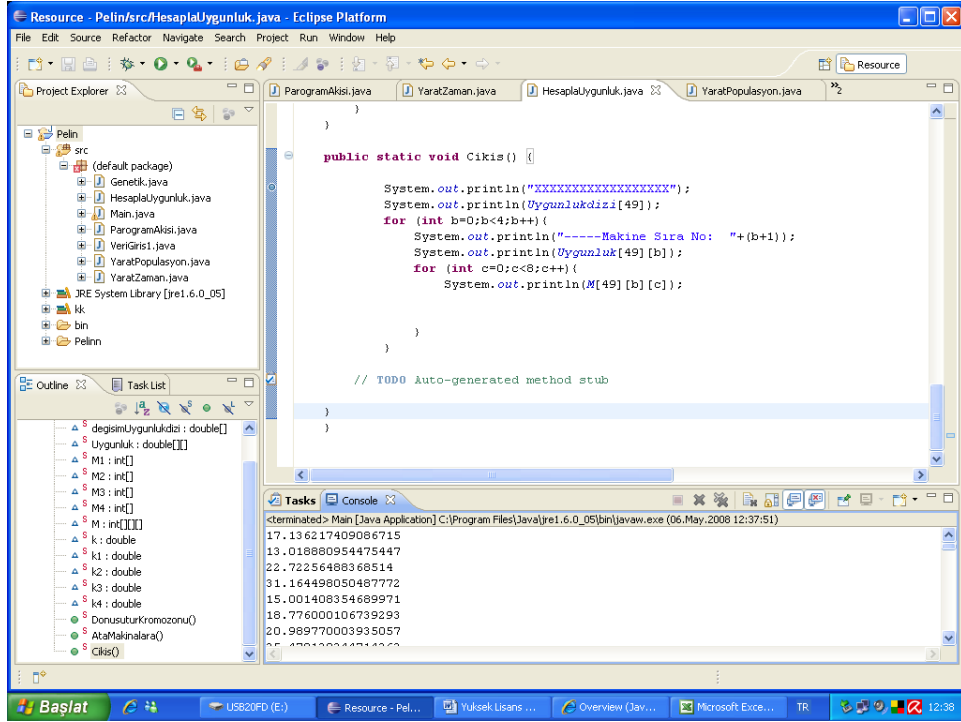 Resource - Pelin/src/HesaplaUygunluk.java - Eclipse Platform
File Edit Source Refactor Navigate Search Project Run Window Help
Resource
Project Explorer
Pelin
src
(default package)
Genetik.java
HesaplaUygunluk.java
Main.java
ParogramAkisi.java
VeriGiris1.java
YaratPopulasyon.java
YaratZaman.java
JRE System Library [jre1.6.0_05]
kk
bin
Pelinn
ParogramAkisi.java YaratZaman.java HesaplaUygunluk.java YaratPopulasyon.java »2
}
}
public static void Cikis() {
System.out.println("XXXXXXXXXXXXXXXXXX");
System.out.println(Uygunlukdizi[49]);
for (int b=0;b<4;b++){
System.out.println("-----Makine Sıra No:  "+(b+1));
System.out.println(Uygunluk[49][b]);
for (int c=0;c<8;c++){
System.out.println(M[49][b][c]);
}
}
// TODO Auto-generated method stub
}
}
Outline Task List
degisimUygunlukdizi : double[]
Uygunluk : double[][]
M1 : int[]
M2 : int[]
M3 : int[]
M4 : int[]
M : int[][][]
k : double
k1 : double
k2 : double
k3 : double
k4 : double
DonusuturKromozonu()
AtaMakinalara()
Cikis()
Tasks Console
<terminated> Main [Java Application] C:\Program Files\Java\jre1.6.0_05\bin\javaw.exe (06.May.2008 12:37:51)
17.136217409086715
13.018880954475447
22.72256488368514
31.164498050487772
15.001408354689971
18.776000106739293
20.989770003935057
Başlat USB20FD (E:) Resource - Pel... Yuksek Lisans ... Overview (Jav... Microsoft Exce... TR 12:38